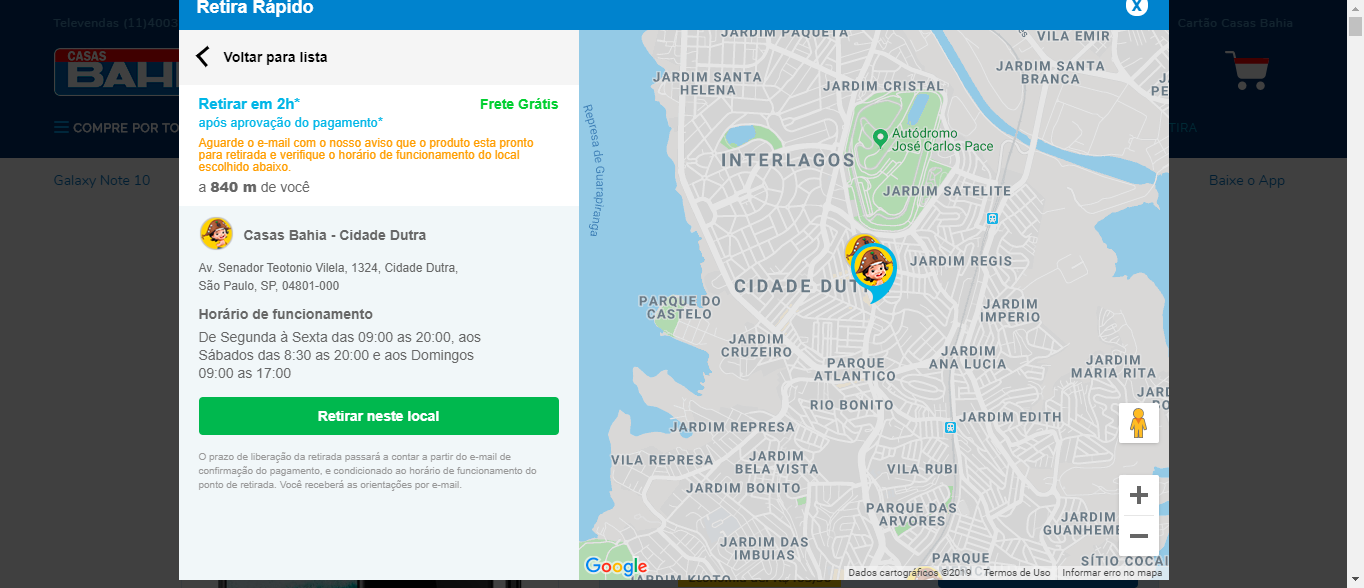 Retira Rápido
X
Televendas (11)4003
Cartão Casas Bahia
CASAS
BAHI
COMPRE POR TO
TIRA
Galaxy Note 10
Baixe o App
Voltar para lista
Retirar em 2h*
Frete Grátis
após aprovação do pagamento*
Aguarde o e-mail com o nosso aviso que o produto esta pronto
para retirada e verifique o horário de funcionamento do local
escolhido abaixo.
a 840 m de você
Casas Bahia - Cidade Dutra
Av. Senador Teotonio Vilela, 1324, Cidade Dutra,
São Paulo, SP, 04801-000
Horário de funcionamento
De Segunda à Sexta das 09:00 as 20:00, aos
Sábados das 8:30 as 20:00 e aos Domingos
09:00 as 17:00
Retirar neste local
O prazo de liberação da retirada passará a contar a partir do e-mail de
confirmação do pagamento, e condicionado ao horário de funcionamento do
ponto de retirada. Você receberá as orientações por e-mail.
JARDIM PAQUETA
VILA EMIR
JARDIM SANTA
HELENA
JARDIM CRISTAL
JARDIM SANTA
BRANCA
JA
PE
Represa de Guarapiranga
Autódromo
José Carlos Pace
INTERLAGOS
JARDIM SATELITE
JARDIM REGIS
CIDADE DUT
PARQUE DO
CASTELO
JARDIM
IMPERIO
JARDIM
CRUZEIRO
JARDIM
ANA LUCIA
PARQUE
ATLANTICO
JARDIM
MARIA RITA
RIO BONITO
JARD
DO
JARDIM EDITH
JARDIM REPRESA
VILA REPRESA
JARDIM
BELA VISTA
VILA RUBI
JARDIM BONITO
PARQUE DAS
ARVORES
JARDIM
GUANHEM
JARDIM DAS
IMBUIAS
PARQUE
SÍTIO COCAI
JARDIM KIOTO
Google
Dados cartográficos ©2019
Termos de Uso
Informar erro no mapa